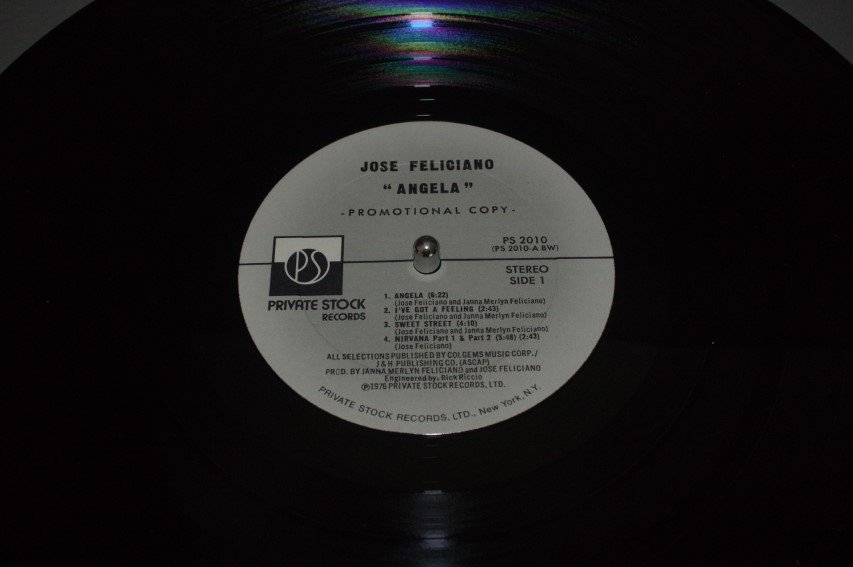 JOSE FELICIANO
“ANGELA”
- PROMOTIONAL COPY -
PS
PRIVATE STOCK
RECORDS
PS 2010
(PS 2010-A BW)
STEREO
SIDE 1
1. ANGELA (6:22)
(Jose Feliciano and Janna Merlyn Feliciano)
2. I'VE GOT A FEELING (2:43)
(Jose Feliciano and Janna Merlyn Feliciano)
3. SWEET STREET (4:10)
(Jose Feliciano and Janna Merlyn Feliciano)
4. NIRVANA Part 1 & Part 2 (5:48) (2:43)
(Jose Feliciano)
ALL SELECTIONS PUBLISHED BY COLGEMS MUSIC CORP./
J & H PUBLISHING CO. (ASCAP)
PROD. BY JANNA MERLYN FELICIANO and JOSE FELICIANO
Engineered by: Rick Riccio
Ⓟ1976 PRIVATE STOCK RECORDS, LTD.
PRIVATE STOCK RECORDS, LTD., New York, N.Y.